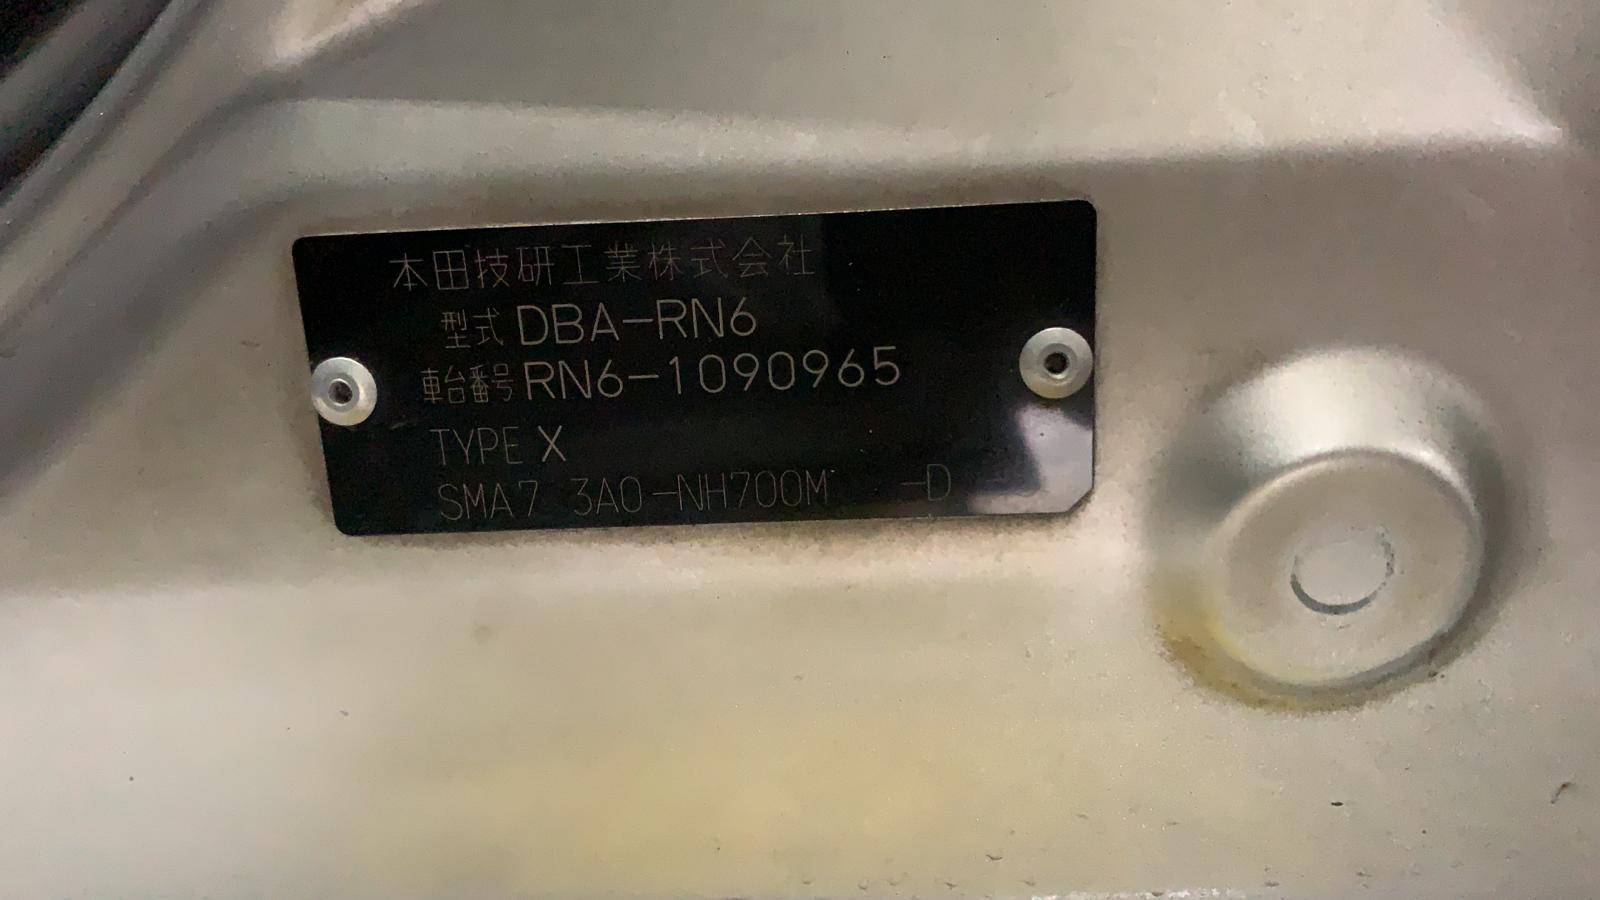 本田技研工業株式会社
型式 DBA-RN6
車台番号 RN6-1090965
TYPE X
SMA7 3A0-NH700M -D